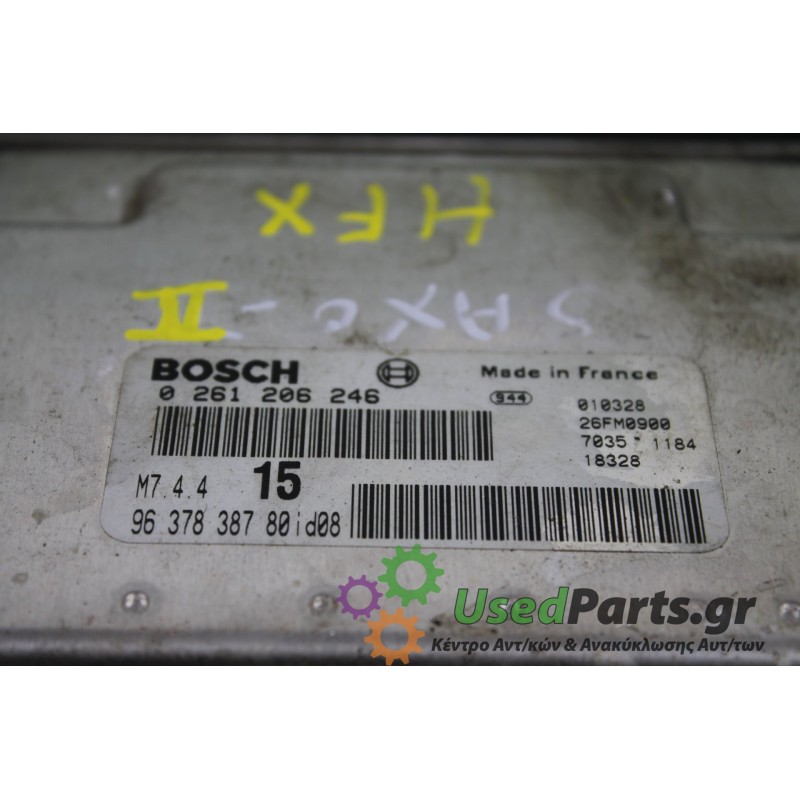 HFX
SAXO-II
BOSCH
Made in France
0 261 206 246
944
010328
26FM0900
7035 1184
18328
M7.4.4
15
96 378 387 80id08
UsedParts.gr
Κέντρο Αντ/κών & Ανακύκλωσης Αυτ/των